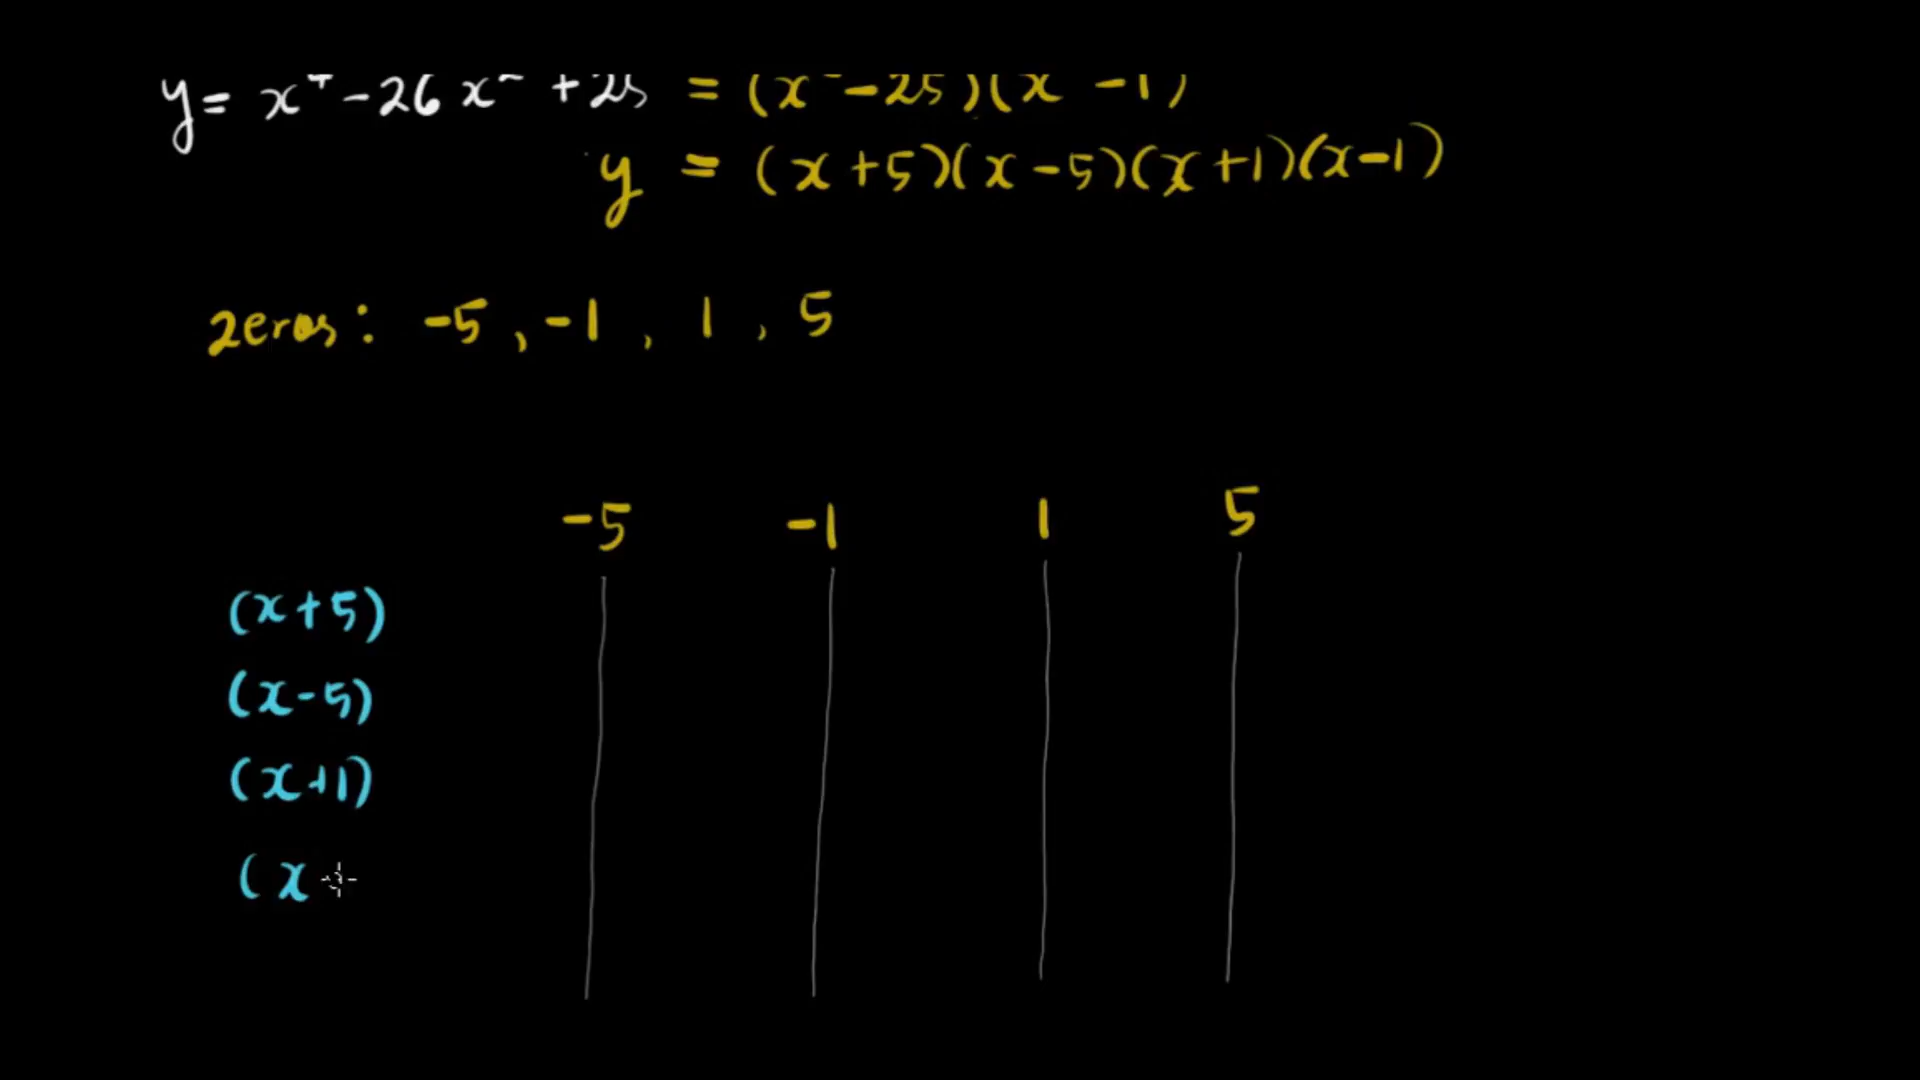 y = x⁴ - 26x² + 25 = (x² - 25)(x² - 1)
y = (x+5)(x-5)(x+1)(x-1)
zeros: -5, -1, 1, 5
-5 -1 1 5
(x+5)
(x-5)
(x+1)
(x